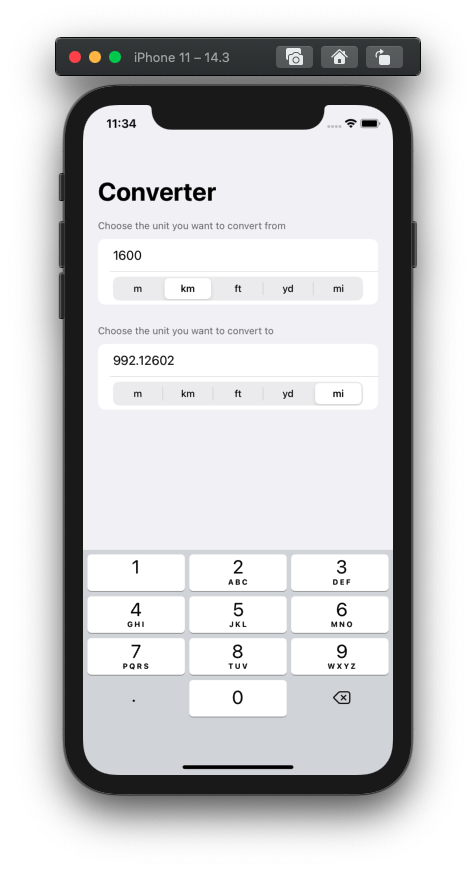 iPhone 11 – 14.3
11:34
Converter
Choose the unit you want to convert from
1600
m km ft yd mi
Choose the unit you want to convert to
992.12602
m km ft yd mi
1 2 3
ABC DEF
4 5 6
GHI JKL MNO
7 8 9
PQRS TUV WXYZ
. 0